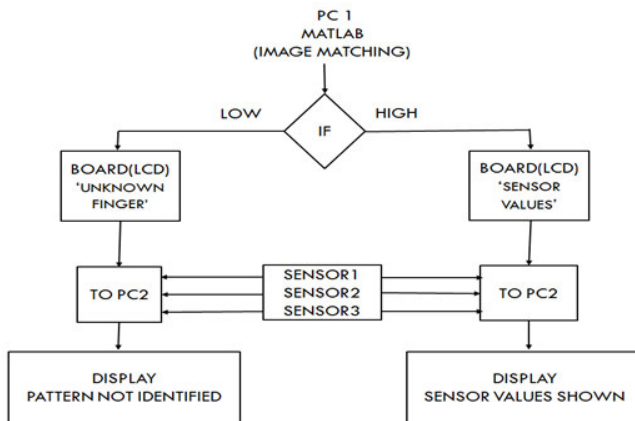 PC 1
MATLAB
(IMAGE MATCHING)
LOW
HIGH
IF
BOARD(LCD)
'UNKNOWN
FINGER'
BOARD(LCD)
'SENSOR
VALUES'
TO PC2
SENSOR1
SENSOR2
SENSOR3
TO PC2
DISPLAY
PATTERN NOT IDENTIFIED
DISPLAY
SENSOR VALUES SHOWN